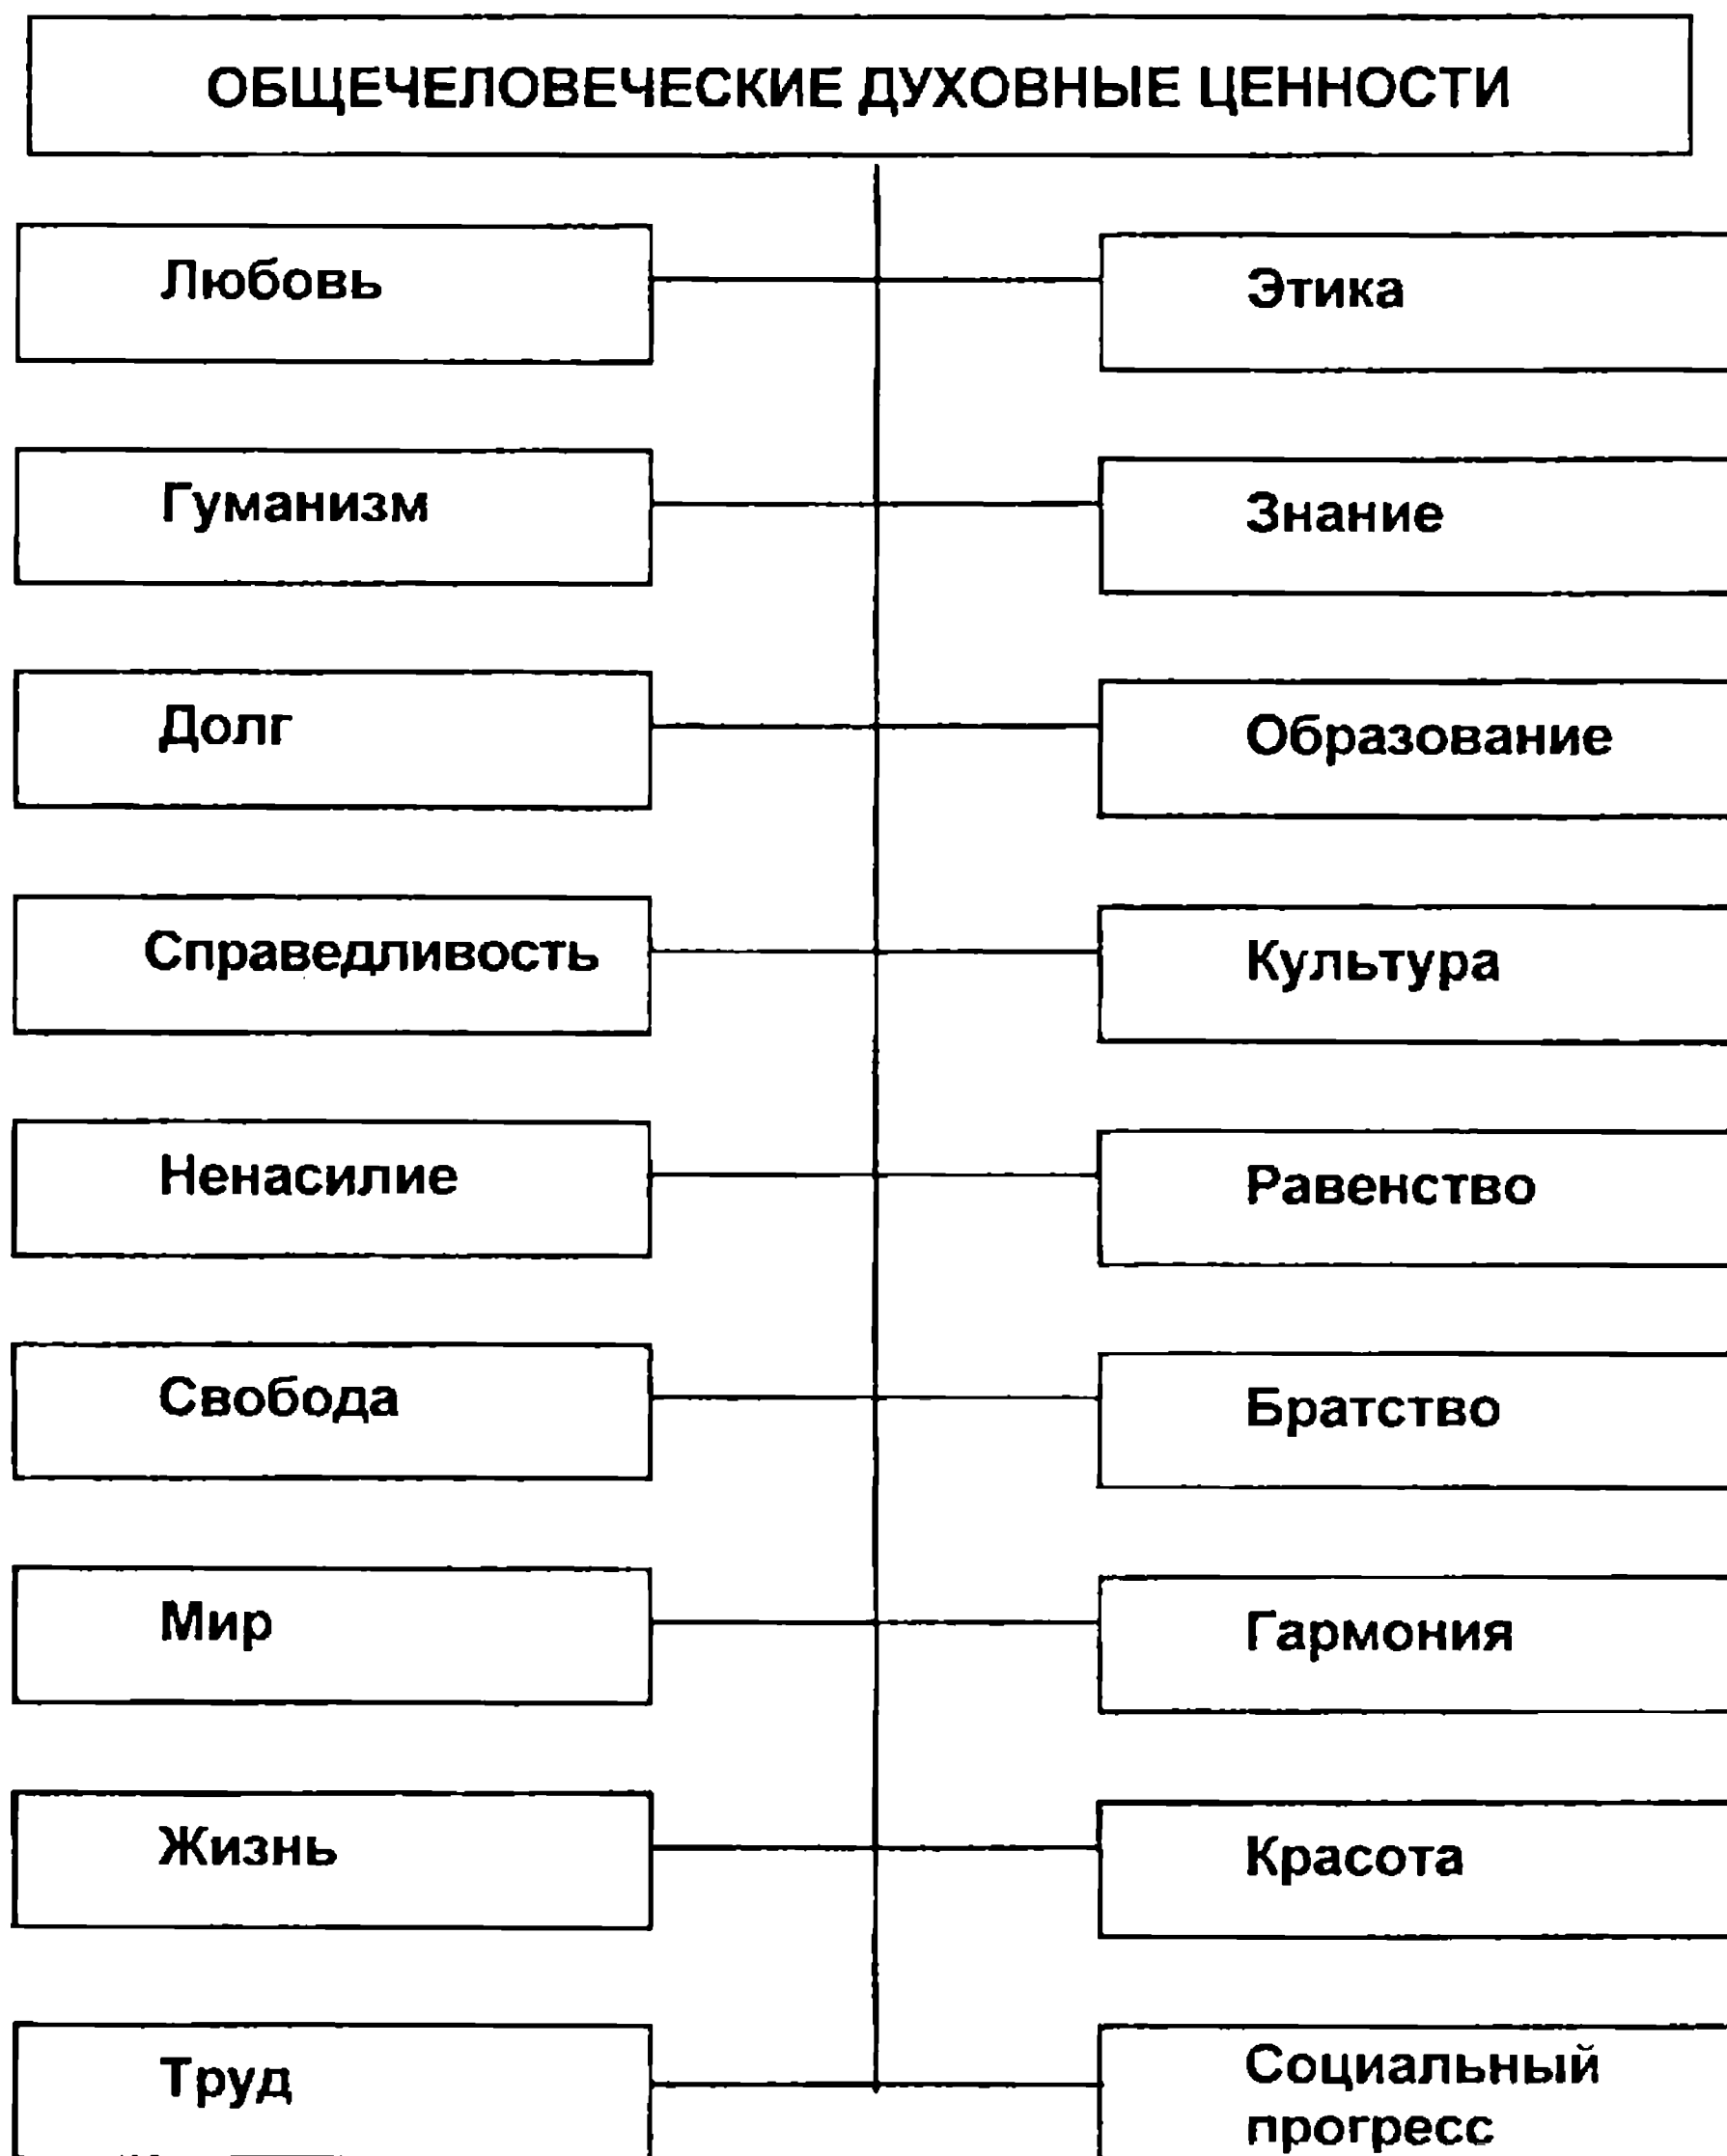 ОБЩЕЧЕЛОВЕЧЕСКИЕ ДУХОВНЫЕ ЦЕННОСТИ
Любовь
Этика
Гуманизм
Знание
Долг
Образование
Справедливость
Культура
Ненасилие
Равенство
Свобода
Братство
Мир
Гармония
Жизнь
Красота
Труд
Социальный
прогресс